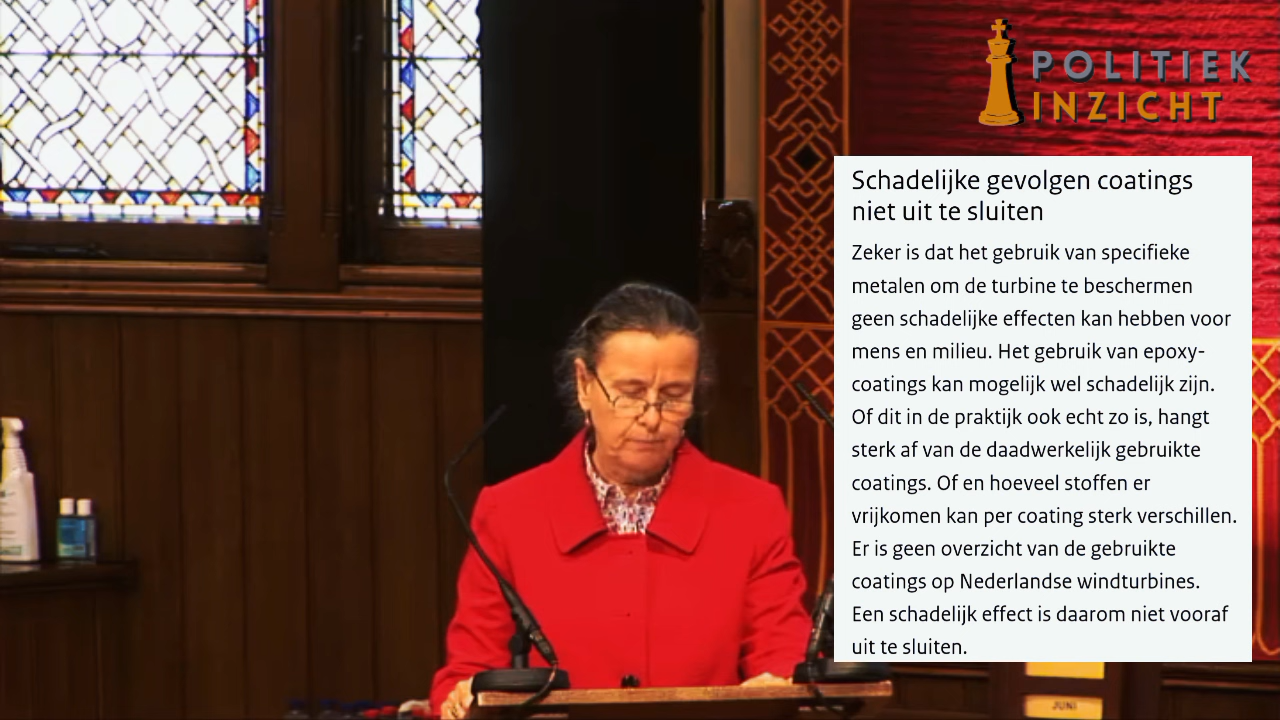 POLITIEK
INZICHT
Schadelijke gevolgen coatings
niet uit te sluiten
Zeker is dat het gebruik van specifieke
metalen om de turbine te beschermen
geen schadelijke effecten kan hebben voor
mens en milieu. Het gebruik van epoxy-
coatings kan mogelijk wel schadelijk zijn.
Of dit in de praktijk ook echt zo is, hangt
sterk af van de daadwerkelijk gebruikte
coatings. Of en hoeveel stoffen er
vrijkomen kan per coating sterk verschillen.
Er is geen overzicht van de gebruikte
coatings op Nederlandse windturbines.
Een schadelijk effect is daarom niet vooraf
uit te sluiten.
JUNI